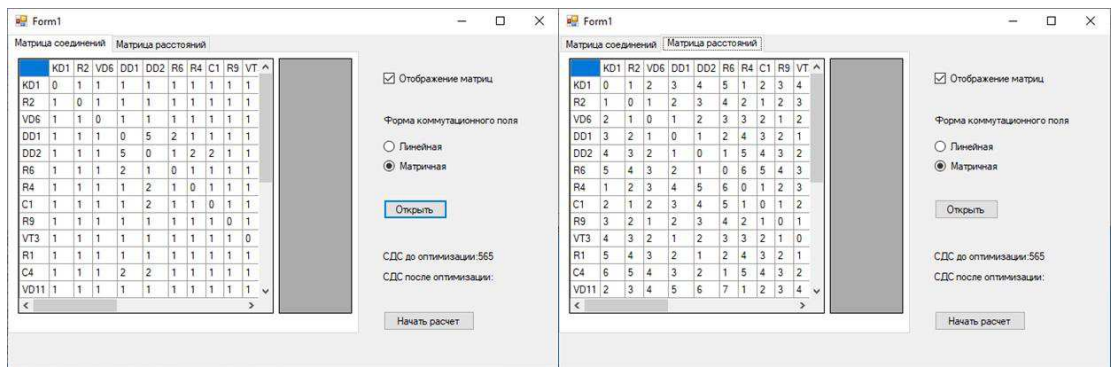 Form1
Матрица соединений Матрица расстояний
KD1 R2 VD6 DD1 DD2 R6 R4 C1 R9 VT
KD1 0 1 1 1 1 1 1 1 1 1
R2 1 0 1 1 1 1 1 1 1 1
VD6 1 1 0 1 1 1 1 1 1 1
DD1 1 1 1 0 5 2 1 1 1 1
DD2 1 1 1 5 0 1 2 2 1 1
R6 1 1 1 2 1 0 1 1 1 1
R4 1 1 1 1 2 1 0 1 1 1
C1 1 1 1 1 2 1 1 0 1 1
R9 1 1 1 1 1 1 1 1 0 1
VT3 1 1 1 1 1 1 1 1 1 0
R1 1 1 1 1 1 1 1 1 1 1
C4 1 1 1 2 2 1 1 1 1 1
VD11 1 1 1 1 1 1 1 1 1 1
Отображение матриц
Форма коммутационного поля
Линейная
Матричная
Открыть
СДС до оптимизации:565
СДС после оптимизации:
Начать расчет
Form1
Матрица соединений Матрица расстояний
KD1 R2 VD6 DD1 DD2 R6 R4 C1 R9 VT
KD1 0 1 2 3 4 5 1 2 3 4
R2 1 0 1 2 3 4 2 1 2 3
VD6 2 1 0 1 2 3 3 2 1 2
DD1 3 2 1 0 1 2 4 3 2 1
DD2 4 3 2 1 0 1 5 4 3 2
R6 5 4 3 2 1 0 6 5 4 3
R4 1 2 3 4 5 6 0 1 2 3
C1 2 1 2 3 4 5 1 0 1 2
R9 3 2 1 2 3 4 2 1 0 1
VT3 4 3 2 1 2 3 3 2 1 0
R1 5 4 3 2 1 2 4 3 2 1
C4 6 5 4 3 2 1 5 4 3 2
VD11 2 3 4 5 6 7 1 2 3 4
Отображение матриц
Форма коммутационного поля
Линейная
Матричная
Открыть
СДС до оптимизации:565
СДС после оптимизации:
Начать расчет